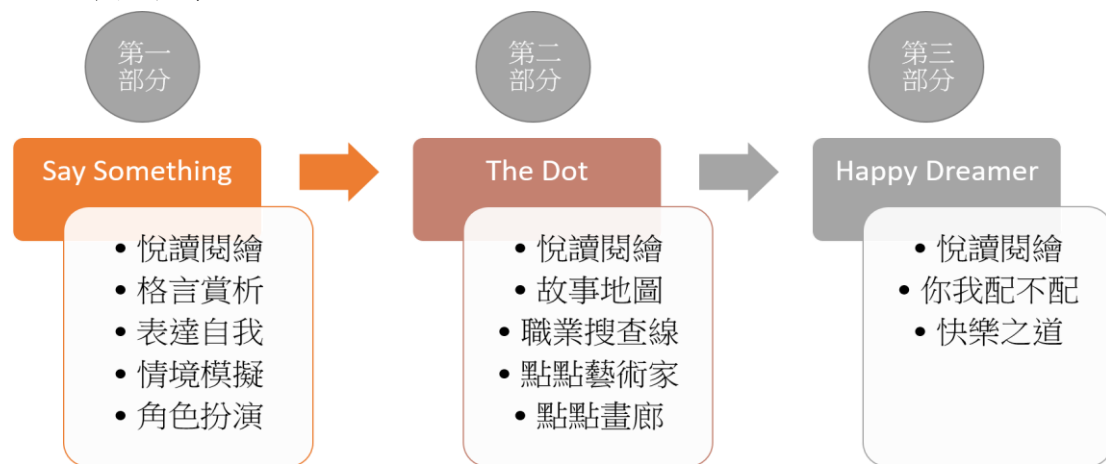 第一
部分
Say Something
• 悅讀閱繪
• 格言賞析
• 表達自我
• 情境模擬
• 角色扮演
第二
部分
The Dot
• 悅讀閱繪
• 故事地圖
• 職業搜查線
• 點點藝術家
• 點點畫廊
第三
部分
Happy Dreamer
• 悅讀閱繪
• 你我配不配
• 快樂之道